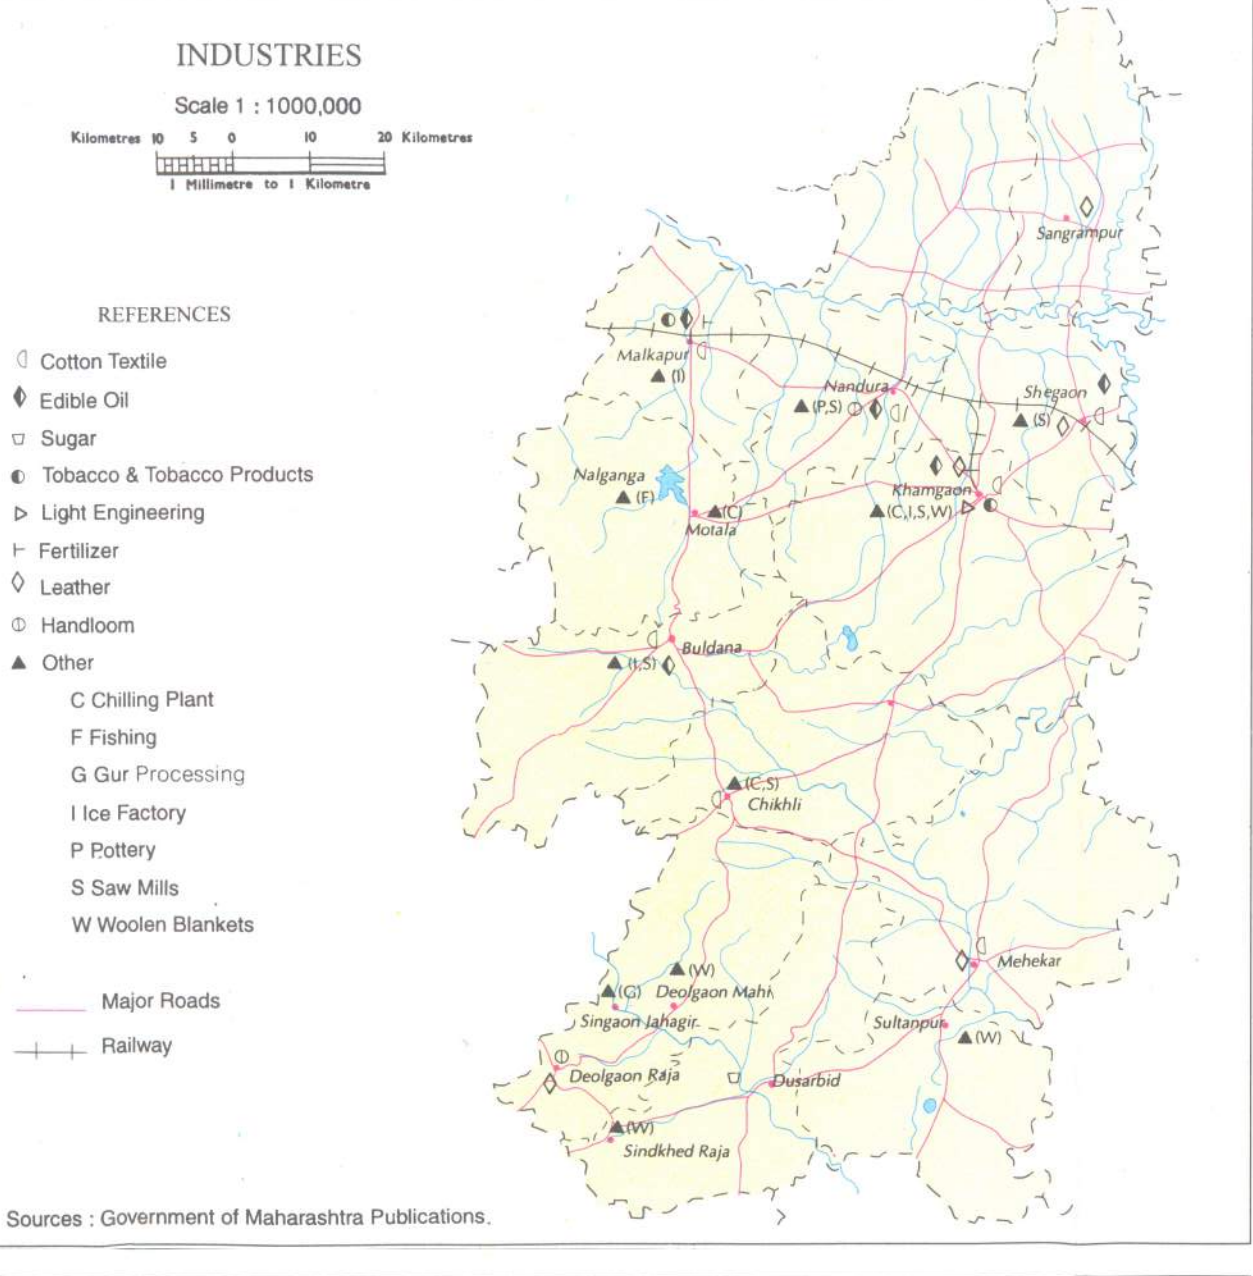 INDUSTRIES
Scale 1 : 1000,000
Kilometres 10 5 0 10 20 Kilometres
1 Millimetre to 1 Kilometre
REFERENCES
Cotton Textile
Edible Oil
Sugar
Tobacco & Tobacco Products
Light Engineering
Fertilizer
Leather
Handloom
Other
C Chilling Plant
F Fishing
G Gur Processing
I Ice Factory
P Pottery
S Saw Mills
W Woolen Blankets
Major Roads
Railway
Sangrampur
Malkapur
(I)
Nandura
(P,S)
Shegaon
(S)
Nalganga
(F)
Khamgaon
(C,I,S,W)
(C)
Motala
Buldana
(I,S)
(C,S)
Chikhli
Mehekar
(W)
(G)
Deolgaon Mahi
Singaon Jahagir
Sultanpur
(W)
Deolgaon Raja
Dusarbid
(W)
Sindkhed Raja
Sources : Government of Maharashtra Publications.